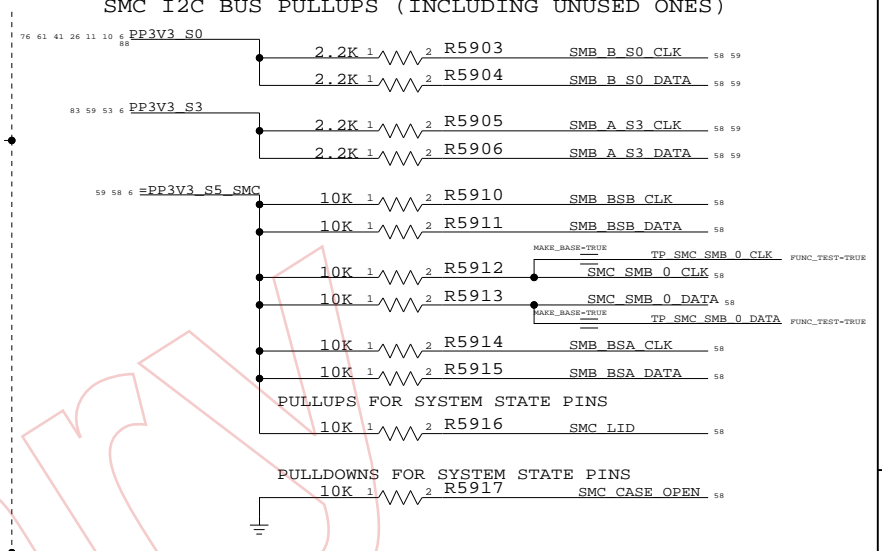 SMC I2C BUS PULLUPS (INCLUDING UNUSED ONES)
76 61 41 26 11 10 6 PP3V3_S0
88
2.2K 1 2 R5903 SMB_B_S0_CLK 58 59
2.2K 1 2 R5904 SMB_B_S0_DATA 58 59
83 59 53 6 PP3V3_S3
2.2K 1 2 R5905 SMB_A_S3_CLK 58 59
2.2K 1 2 R5906 SMB_A_S3_DATA 58 59
59 58 6 =PP3V3_S5_SMC
10K 1 2 R5910 SMB_BSB_CLK 58
10K 1 2 R5911 SMB_BSB_DATA 58
MAKE_BASE=TRUE
TP_SMC_SMB_0_CLK FUNC_TEST=TRUE
10K 1 2 R5912 SMC_SMB_0_CLK 58
10K 1 2 R5913 SMC_SMB_0_DATA 58
MAKE_BASE=TRUE
TP_SMC_SMB_0_DATA FUNC_TEST=TRUE
10K 1 2 R5914 SMB_BSA_CLK 58
10K 1 2 R5915 SMB_BSA_DATA 58
PULLUPS FOR SYSTEM STATE PINS
10K 1 2 R5916 SMC_LID 58
PULLDOWNS FOR SYSTEM STATE PINS
10K 1 2 R5917 SMC_CASE_OPEN 58